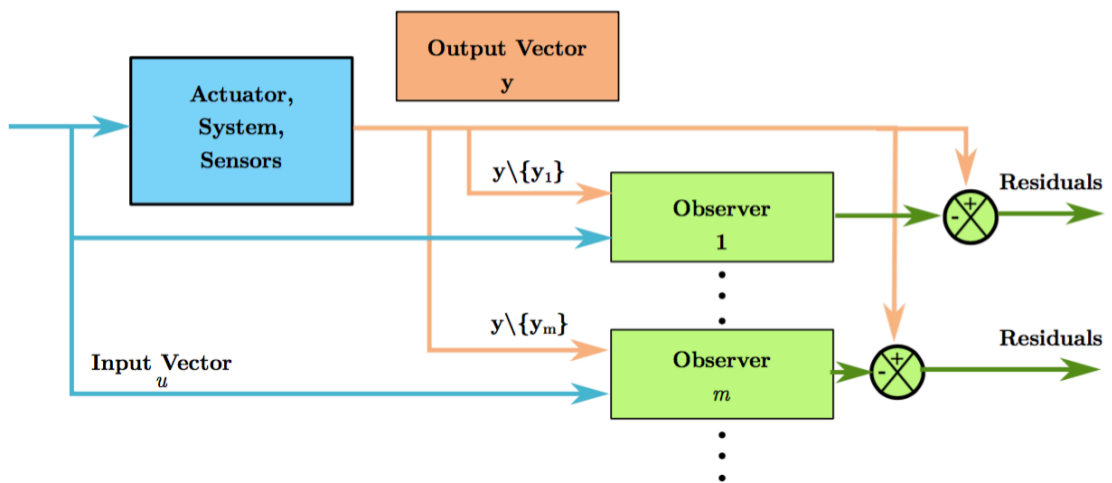 Output Vector
y
Actuator,
System,
Sensors
y\{y₁}
Residuals
+
-
Observer
1
y\{yₘ}
Residuals
Input Vector
u
Observer
m
+
-